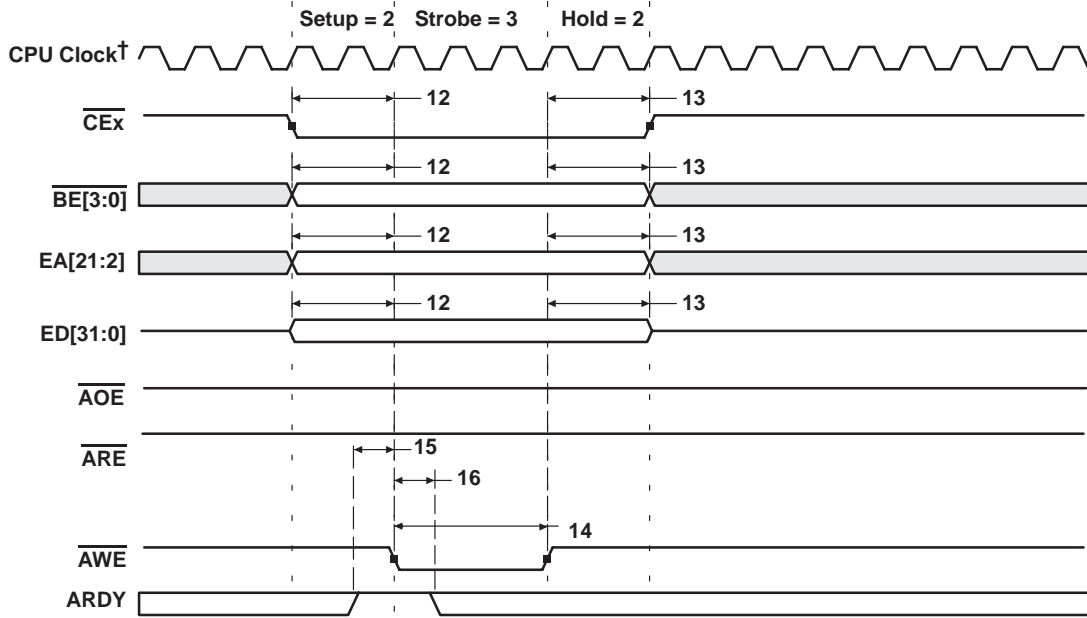 Setup = 2 Strobe = 3 Hold = 2
CPU Clock†
12 13
CEx
12 13
BE[3:0]
12 13
EA[21:2]
12 13
ED[31:0]
AOE
15
ARE
16
14
AWE
ARDY